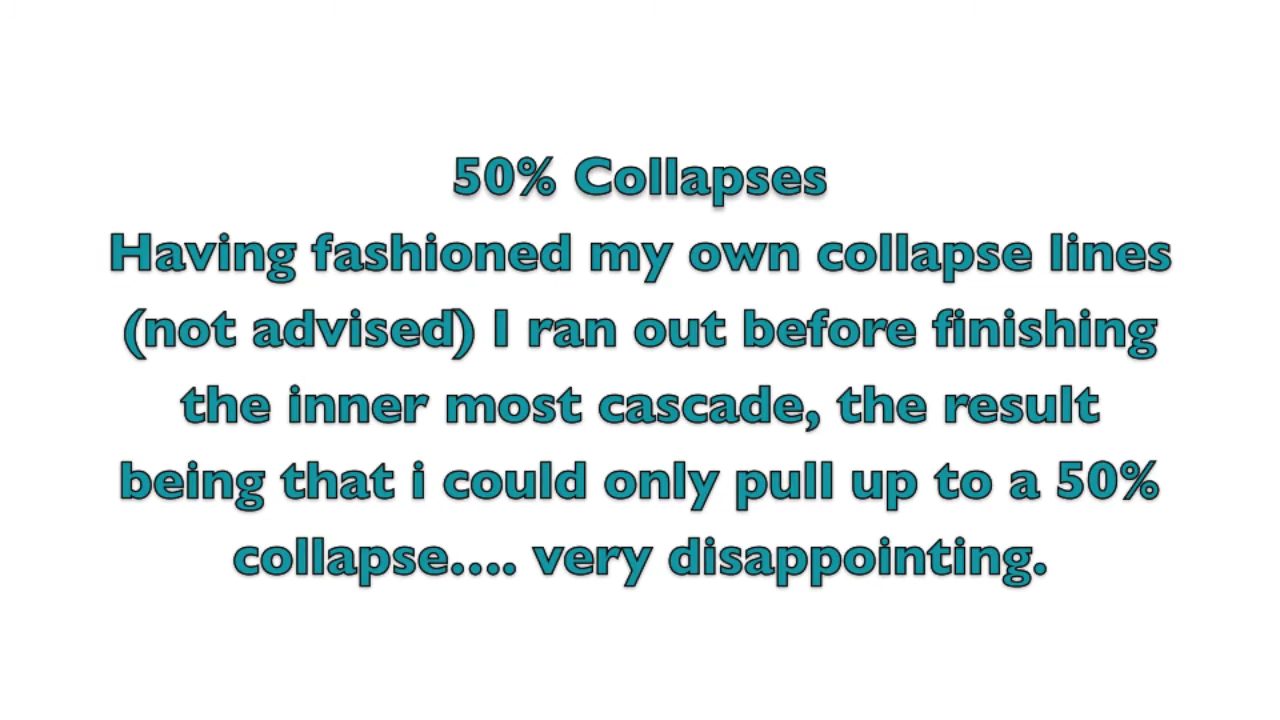 50% Collapses
Having fashioned my own collapse lines
(not advised) I ran out before finishing
the inner most cascade, the result
being that i could only pull up to a 50%
collapse.... very disappointing.